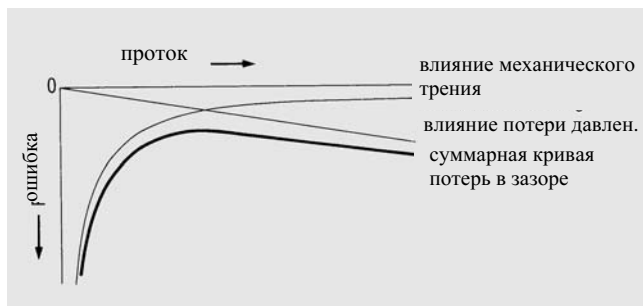 проток
0
ошибка
влияние механического
трения
влияние потери давлен.
суммарная кривая
потерь в зазоре